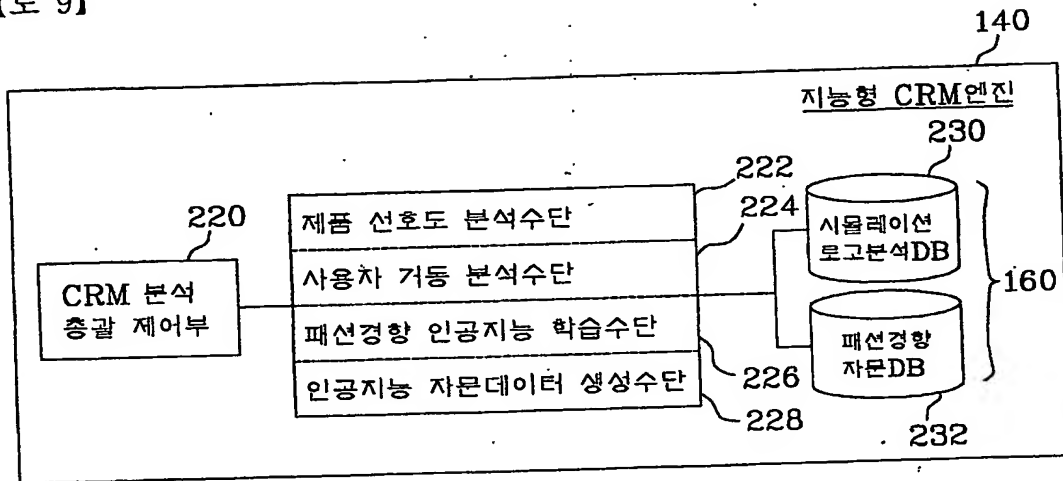 【도 9】
140
지능형 CRM엔진
230
222
220
제품 선호도 분석수단
224
시뮬레이션
로고분석DB
사용자 거동 분석수단
CRM 분석
총괄 제어부
160
패션경향 인공지능 학습수단
패션경향
자문DB
226
인공지능 자문데이터 생성수단
228
232